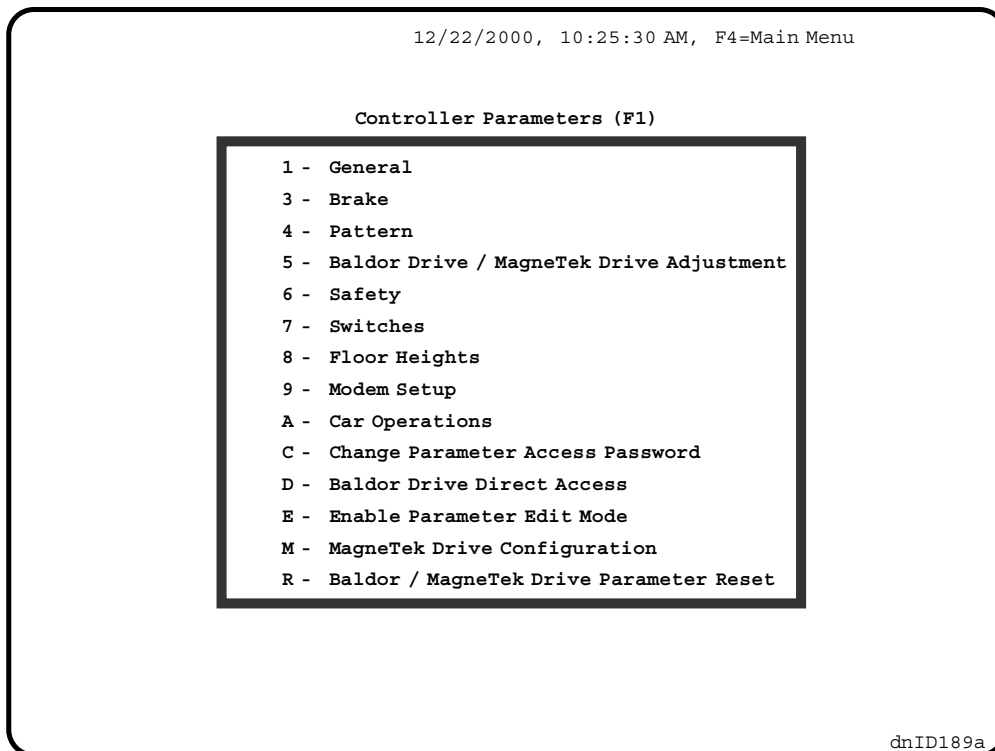 12/22/2000, 10:25:30 AM, F4=Main Menu
Controller Parameters (F1)
1 - General
3 - Brake
4 - Pattern
5 - Baldor Drive / MagneTek Drive Adjustment
6 - Safety
7 - Switches
8 - Floor Heights
9 - Modem Setup
A - Car Operations
C - Change Parameter Access Password
D - Baldor Drive Direct Access
E - Enable Parameter Edit Mode
M - MagneTek Drive Configuration
R - Baldor / MagneTek Drive Parameter Reset
dnID189a